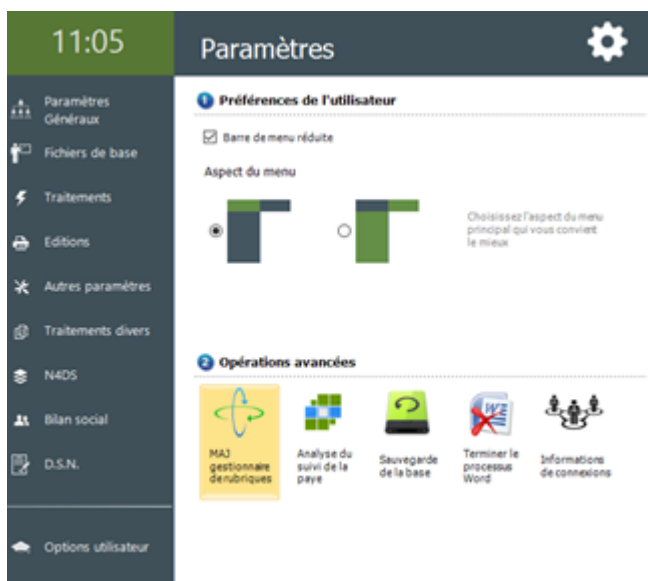 11:05
Paramètres
Paramètres
Généraux
Fichiers de base
Traitements
Editions
Autres paramètres
Traitements divers
N4DS
Bilan social
D.S.N.
Options utilisateur
1 Préférences de l'utilisateur
Barre de menu réduite
Aspect du menu
Choisissez l'aspect du menu
principal qui vous convient
le mieux
2 Opérations avancées
MAJ
gestionnaire
de rubriques
Analyse du
suivi de la
paye
Sauvegarde
de la base
Terminer le
processus
Word
Informations
de connexions